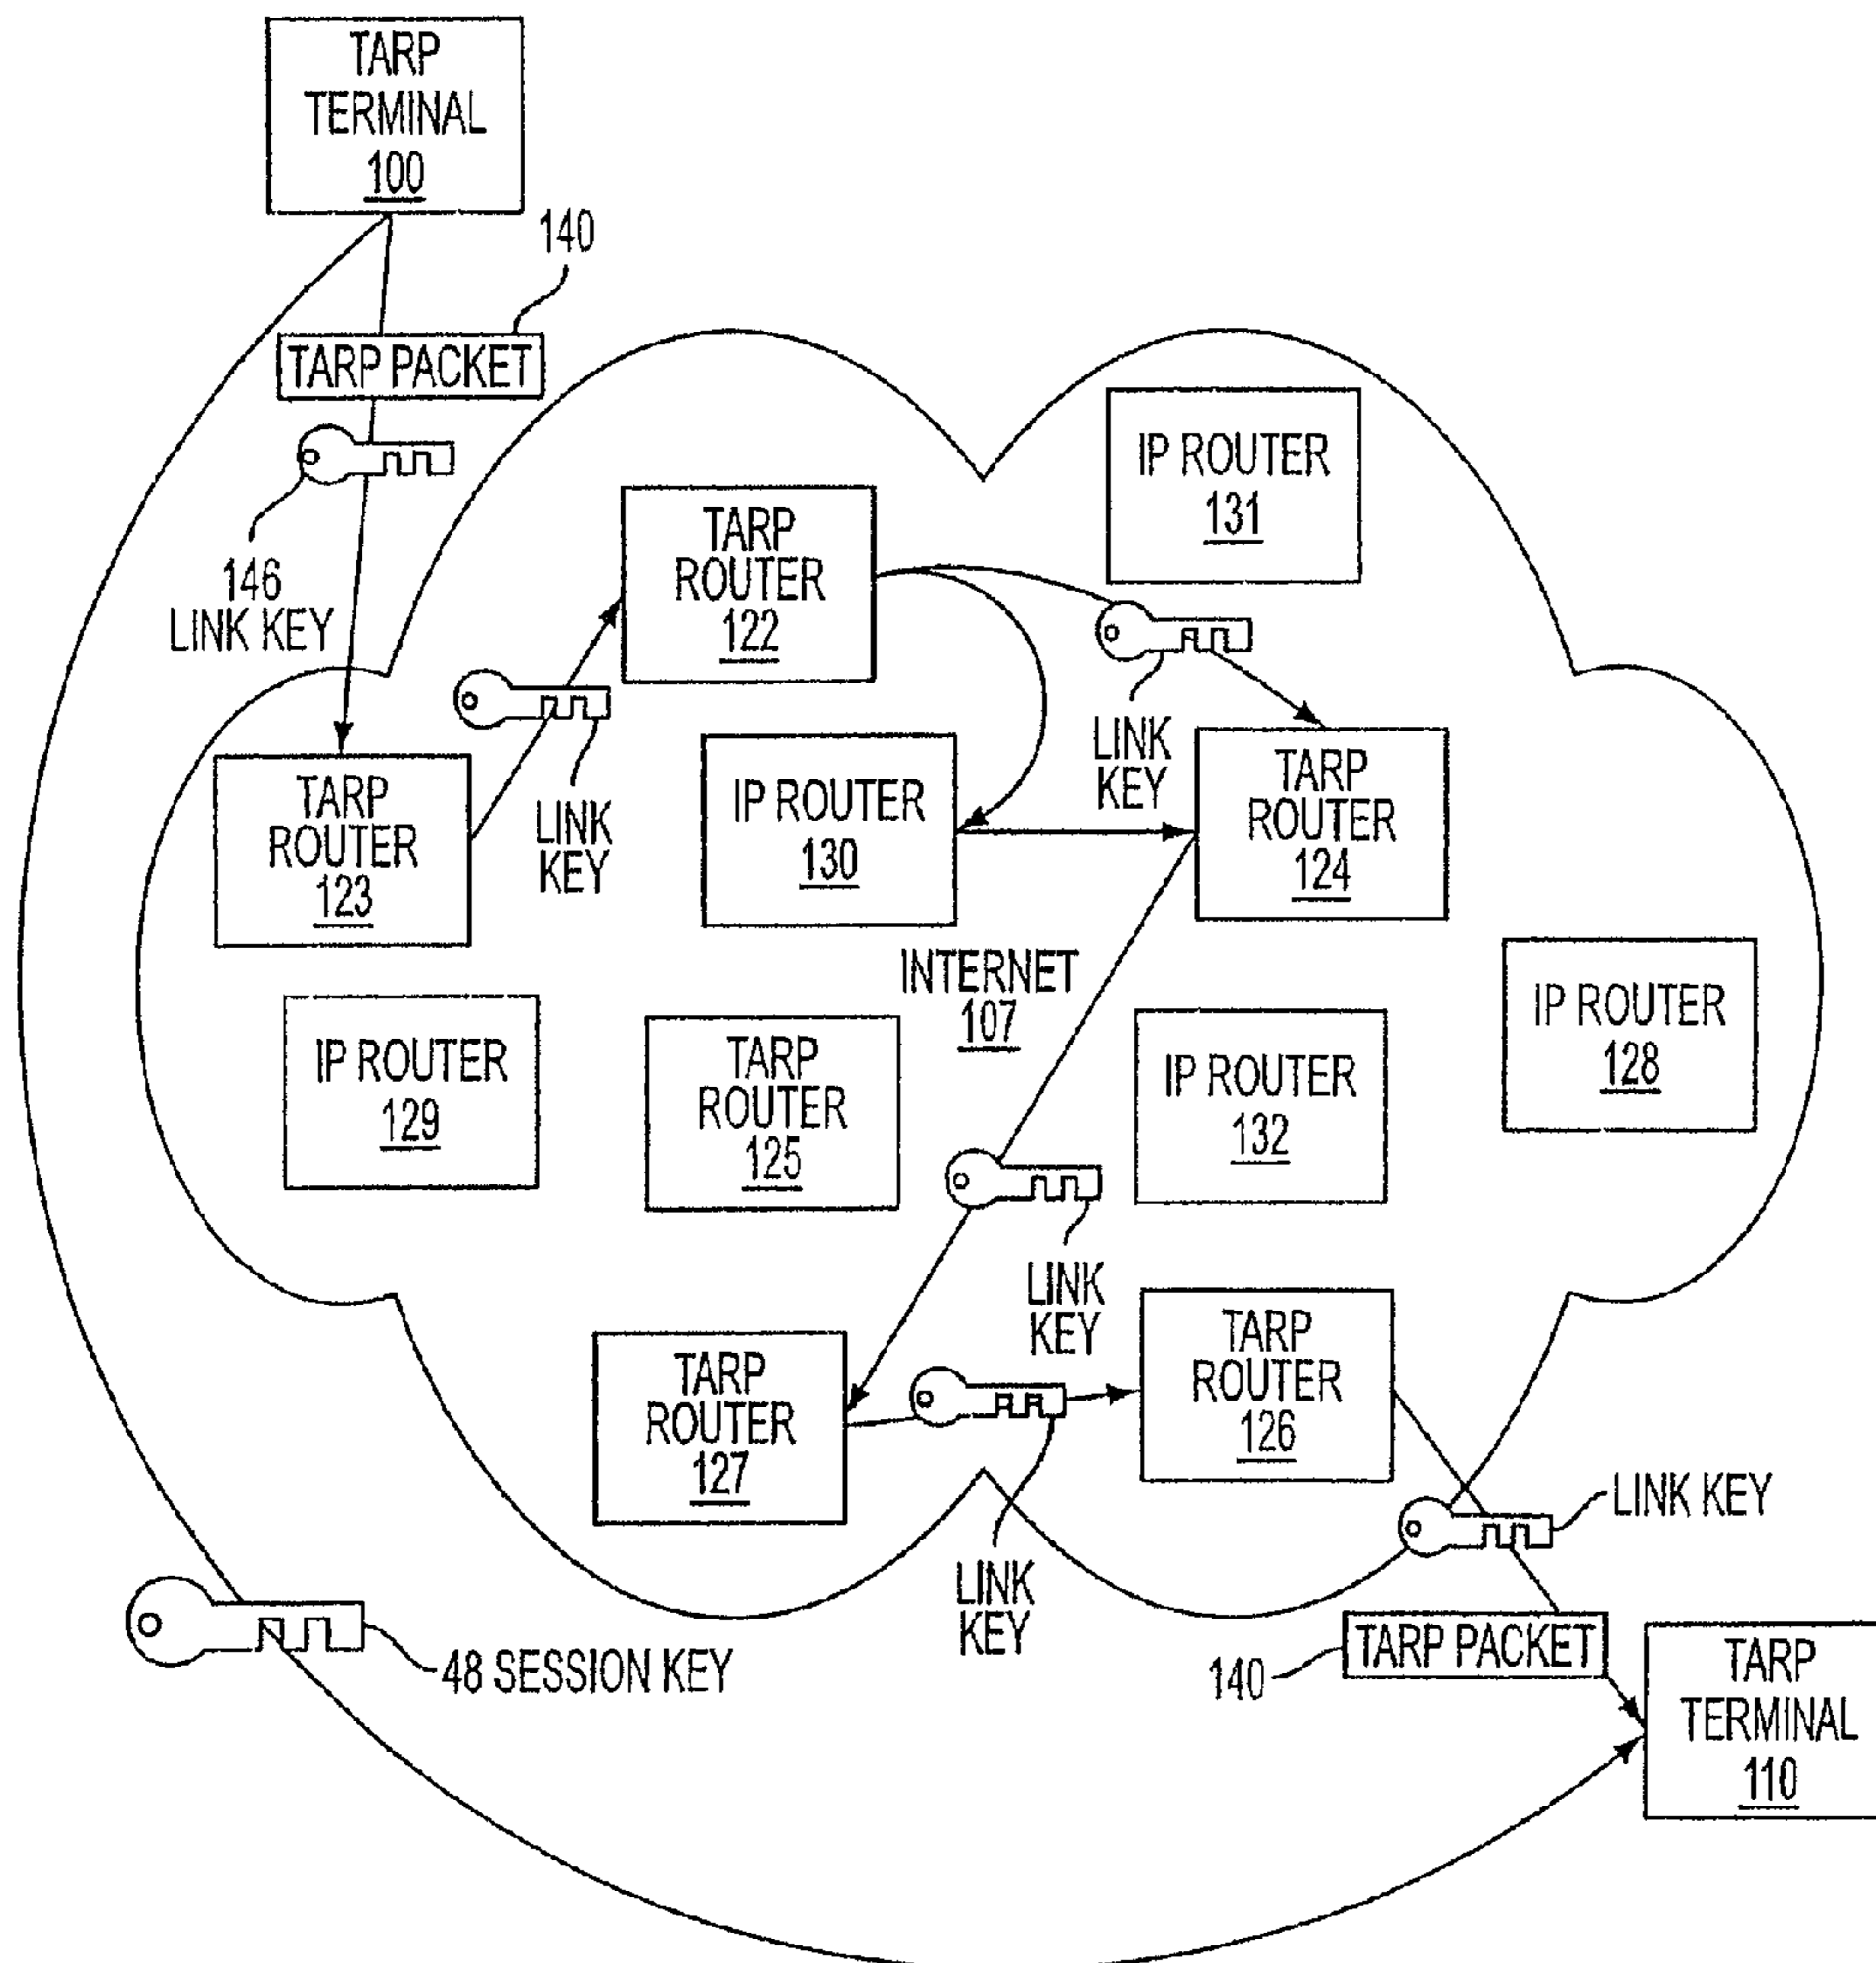 TARP
TERMINAL
100
140
TARP PACKET
146
LINK KEY
TARP
ROUTER
122
IP ROUTER
131
LINK
KEY
LINK
KEY
TARP
ROUTER
123
IP ROUTER
130
TARP
ROUTER
124
INTERNET
107
IP ROUTER
129
TARP
ROUTER
125
IP ROUTER
132
IP ROUTER
128
LINK
KEY
TARP
ROUTER
127
TARP
ROUTER
126
LINK KEY
LINK
KEY
48 SESSION KEY
140
TARP PACKET
TARP
TERMINAL
110